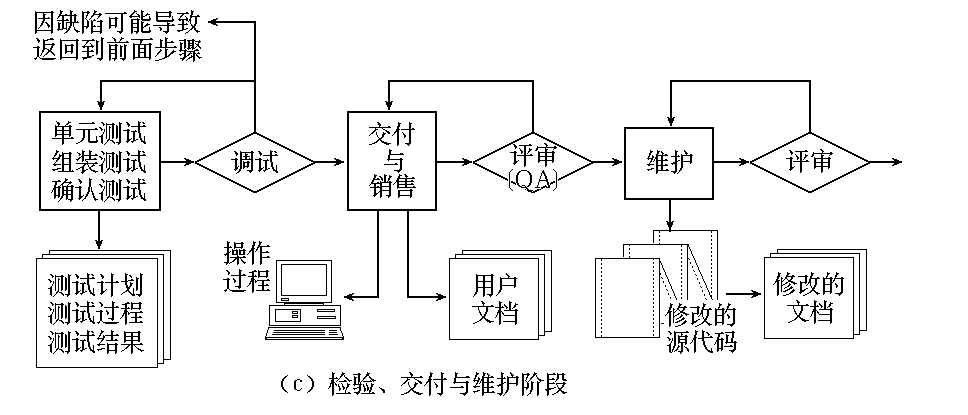 因缺陷可能导致
返回到前面步骤
单元测试
组装测试
确认测试
调试
交付
与
销售
评审
(QA)
维护
评审
测试计划
测试过程
测试结果
操作
过程
用户
文档
修改的
源代码
修改的
文档
（c）检验、交付与维护阶段